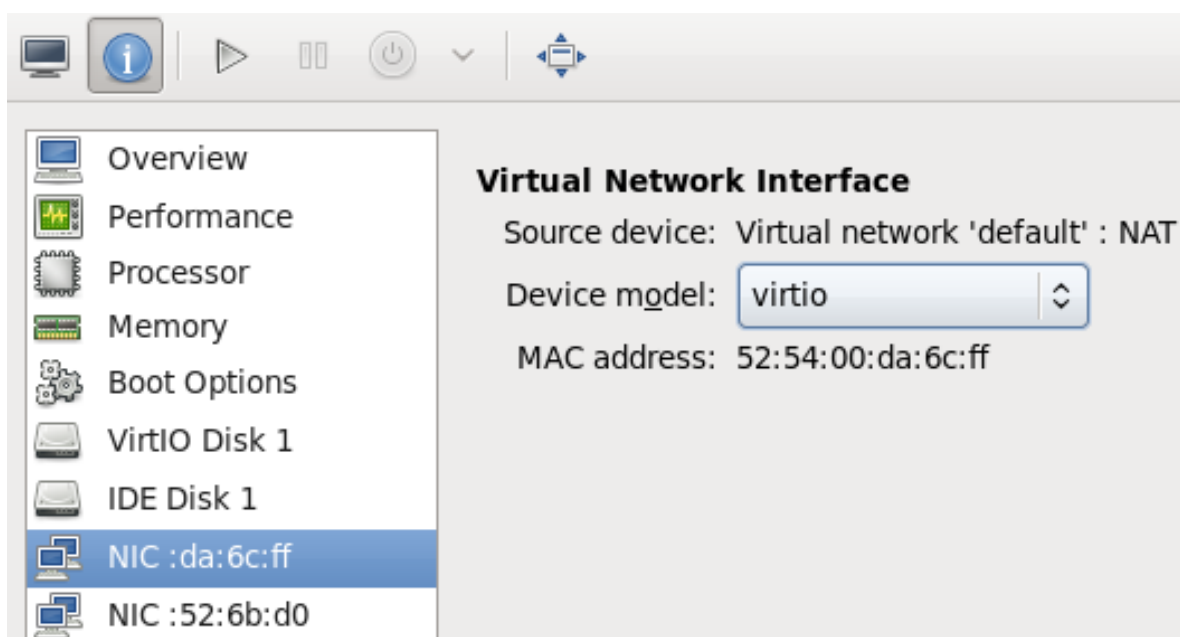 Overview
Performance
Processor
Memory
Boot Options
VirtIO Disk 1
IDE Disk 1
NIC :da:6c:ff
NIC :52:6b:d0
Virtual Network Interface
Source device: Virtual network 'default' : NAT
Device model: virtio
MAC address: 52:54:00:da:6c:ff